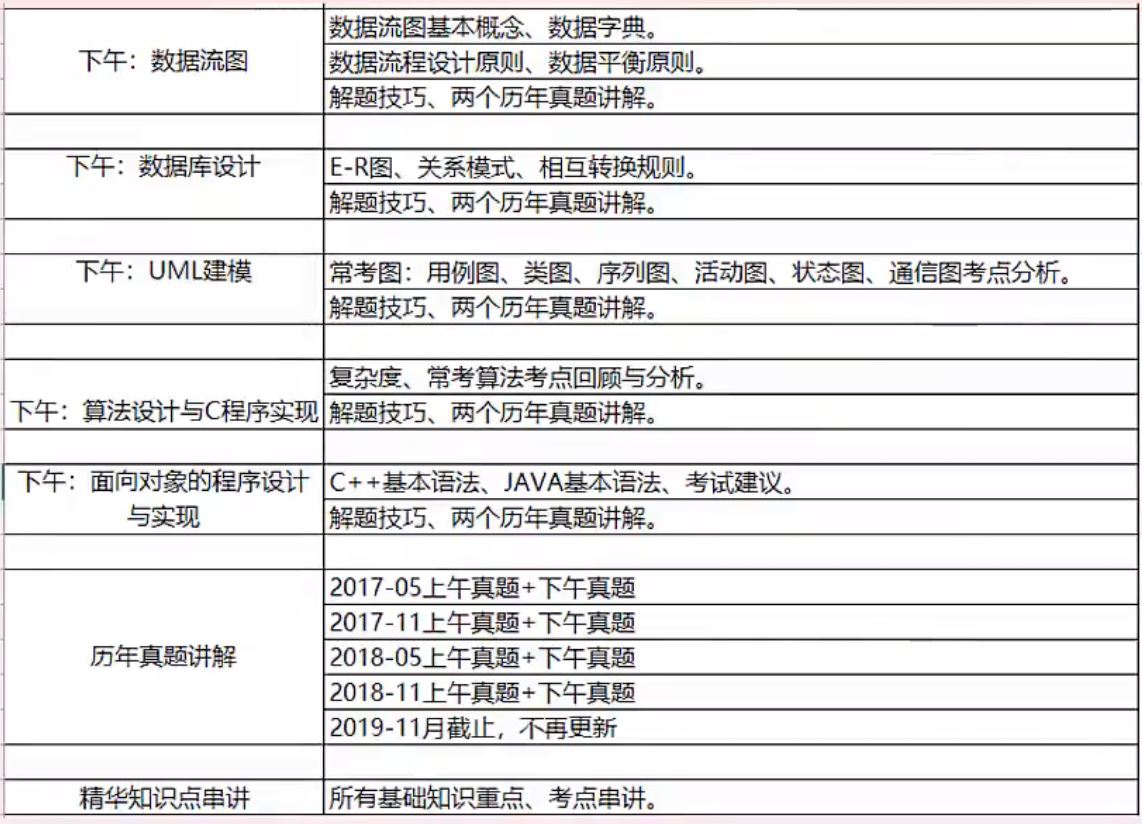 数据流图基本概念、数据字典。
下午：数据流图
数据流程设计原则、数据平衡原则。
解题技巧、两个历年真题讲解。
下午：数据库设计
E-R图、关系模式、相互转换规则。
解题技巧、两个历年真题讲解。
下午：UML建模
常考图：用例图、类图、序列图、活动图、状态图、通信图考点分析。
解题技巧、两个历年真题讲解。
复杂度、常考算法考点回顾与分析。
下午：算法设计与C程序实现
解题技巧、两个历年真题讲解。
下午：面向对象的程序设计
与实现
C++基本语法、JAVA基本语法、考试建议。
解题技巧、两个历年真题讲解。
历年真题讲解
2017-05上午真题+下午真题
2017-11上午真题+下午真题
2018-05上午真题+下午真题
2018-11上午真题+下午真题
2019-11月截止，不再更新
精华知识点串讲
所有基础知识重点、考点串讲。